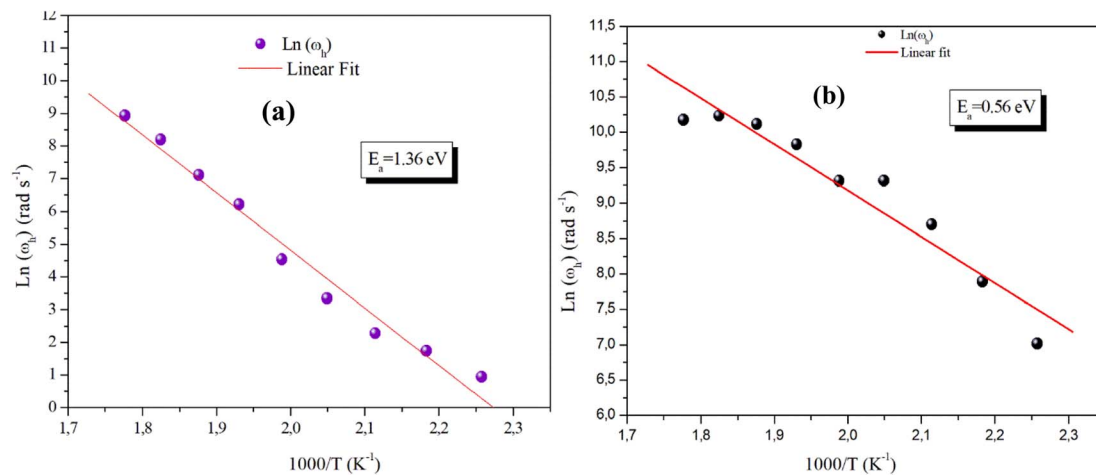 12
11
10
9
8
7
6
5
4
3
2
1
0
Ln (ω_h) (rad s⁻¹)
Ln (ω_h)
Linear Fit
(a)
E_a=1.36 eV
1,7 1,8 1,9 2,0 2,1 2,2 2,3
1000/T (K⁻¹)
11,5
11,0
10,5
10,0
9,5
9,0
8,5
8,0
7,5
7,0
6,5
6,0
Ln (ω_h) (rad s⁻¹)
Ln(ω_h)
Linear fit
(b)
E_a=0.56 eV
1,7 1,8 1,9 2,0 2,1 2,2 2,3
1000/T (K⁻¹)